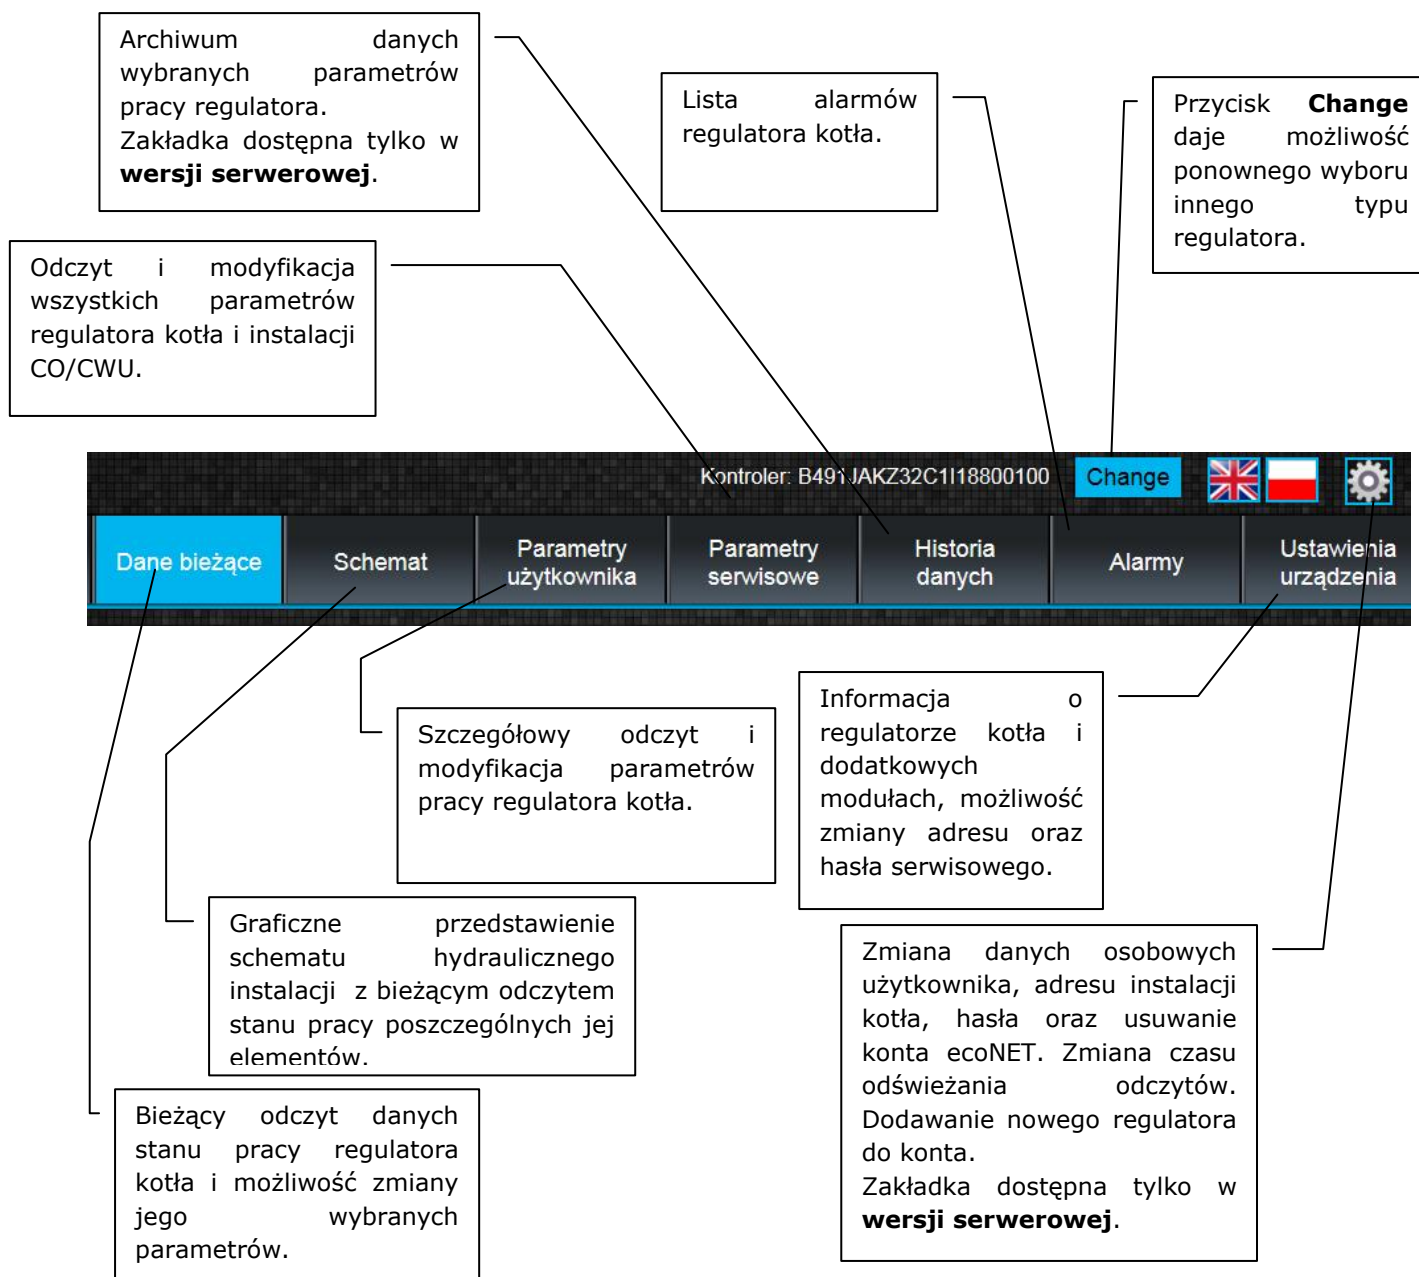 Archiwum danych
wybranych parametrów
pracy regulatora.
Zakładka dostępna tylko w
wersji serwerowej.
Lista alarmów
regulatora kotła.
Przycisk Change
daje możliwość
ponownego wyboru
innego typu
regulatora.
Odczyt i modyfikacja
wszystkich parametrów
regulatora kotła i instalacji
CO/CWU.
Kontroler: B491JAKZ32C1I18800100
Change
Dane bieżące
Schemat
Parametry
użytkownika
Parametry
serwisowe
Historia
danych
Alarmy
Ustawienia
urządzenia
Szczegółowy odczyt i
modyfikacja parametrów
pracy regulatora kotła.
Informacja o
regulatorze kotła i
dodatkowych
modułach, możliwość
zmiany adresu oraz
hasła serwisowego.
Graficzne przedstawienie
schematu hydraulicznego
instalacji z bieżącym odczytem
stanu pracy poszczególnych jej
elementów.
Zmiana danych osobowych
użytkownika, adresu instalacji
kotła, hasła oraz usuwanie
konta ecoNET. Zmiana czasu
odświeżania odczytów.
Dodawanie nowego regulatora
do konta.
Zakładka dostępna tylko w
wersji serwerowej.
Bieżący odczyt danych
stanu pracy regulatora
kotła i możliwość zmiany
jego wybranych
parametrów.